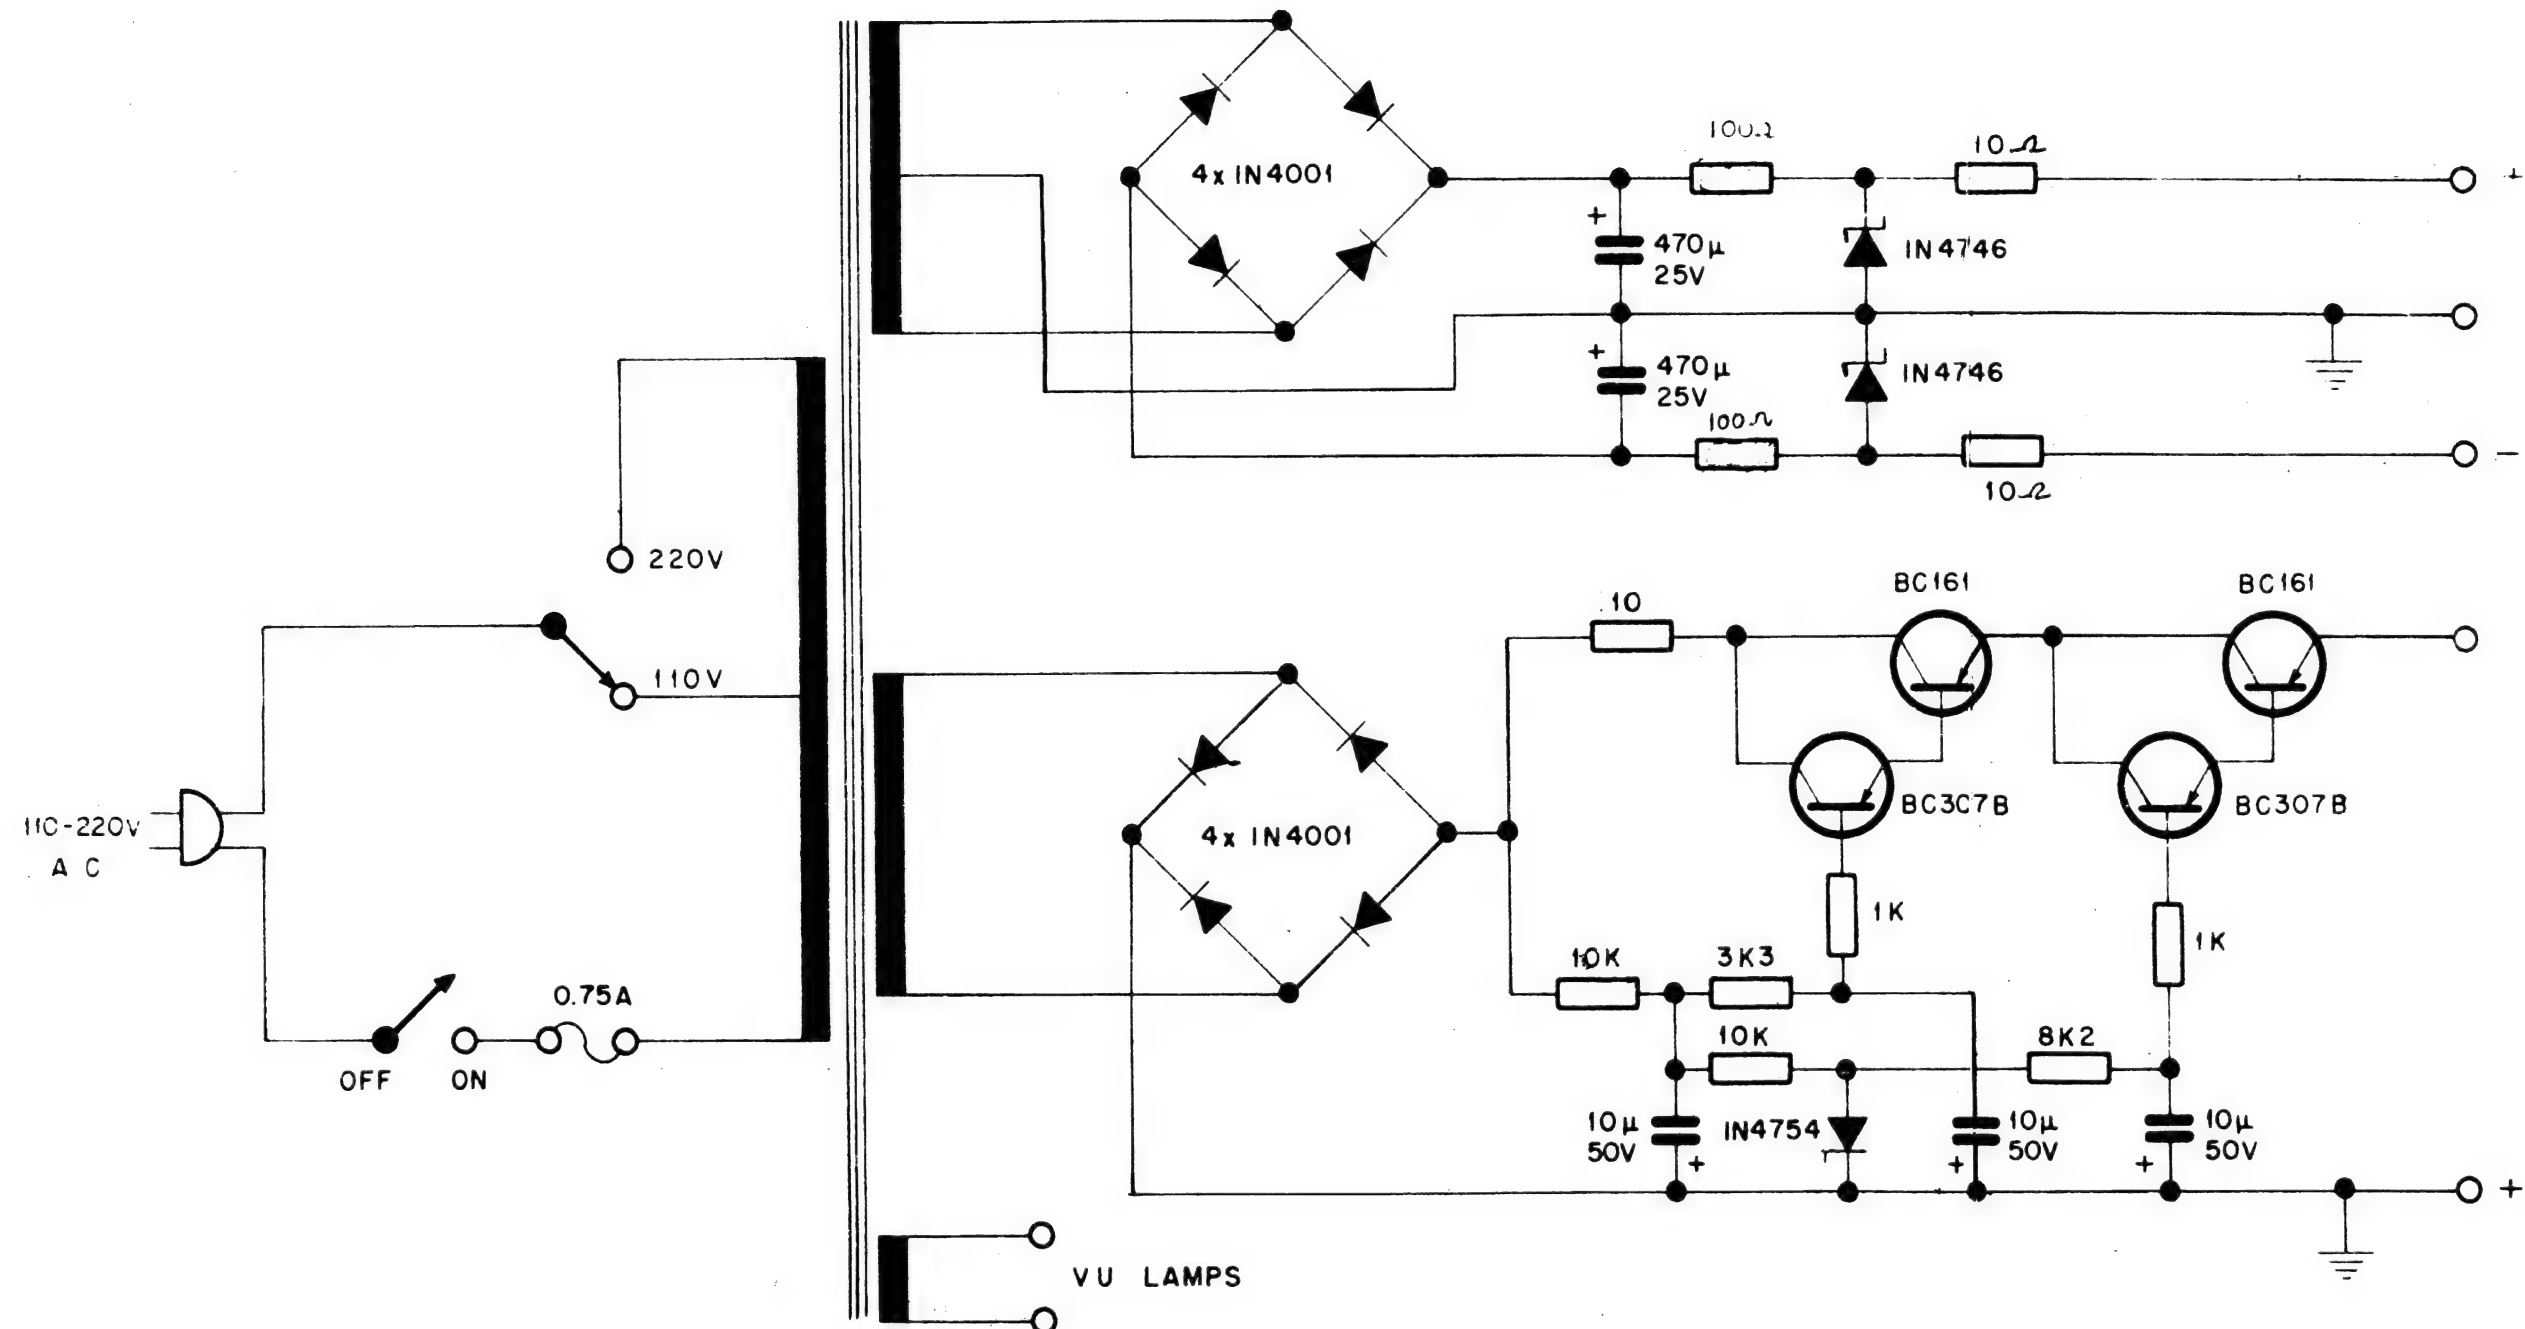 4x IN4001
100Ω
10Ω
+
+
470µ
25V
IN4746
+
470µ
25V
IN4746
100Ω
10Ω
−
220V
110V
110-220V
AC
OFF
ON
0.75A
4x IN4001
10
BC161
BC161
BC3C7B
BC307B
1K
1K
10K
3K3
10K
8K2
10µ
50V
+
IN4754
10µ
50V
+
10µ
50V
+
+
VU LAMPS